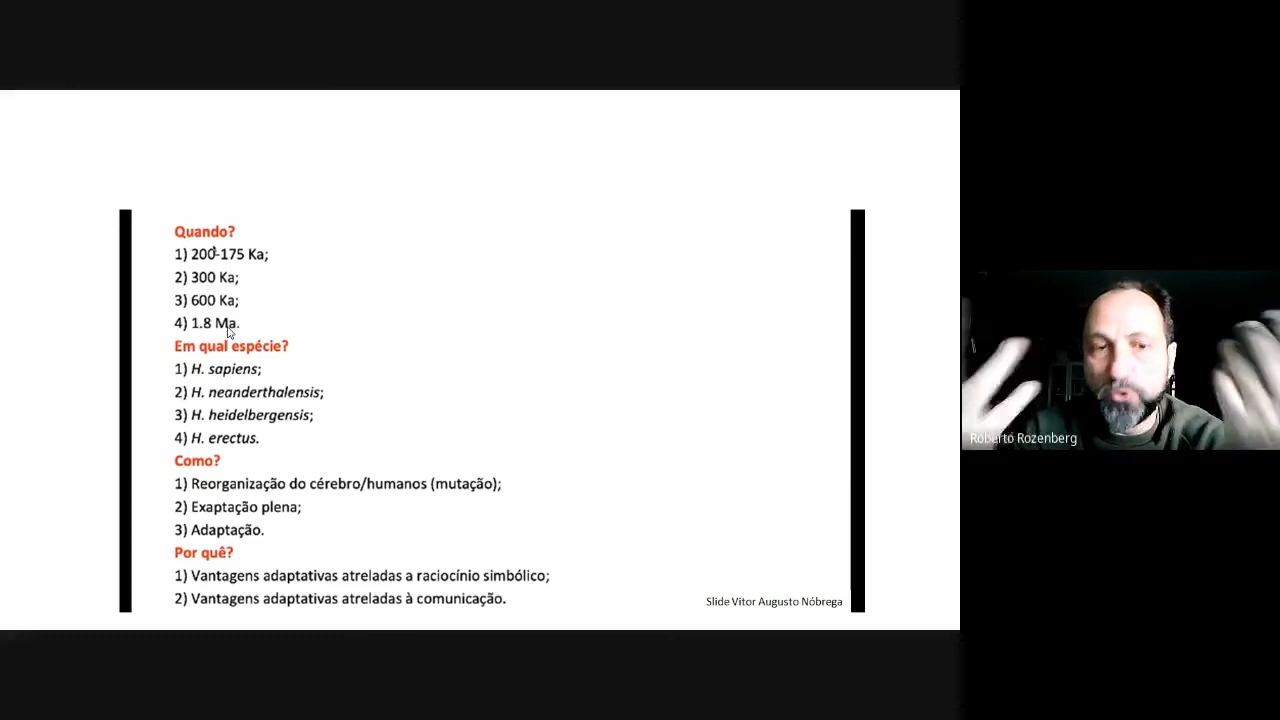 Quando?
1) 200-175 Ka;
2) 300 Ka;
3) 600 Ka;
4) 1.8 Ma.
Em qual espécie?
1) H. sapiens;
2) H. neanderthalensis;
3) H. heidelbergensis;
4) H. erectus.
Como?
1) Reorganização do cérebro/humanos (mutação);
2) Exaptação plena;
3) Adaptação.
Por quê?
1) Vantagens adaptativas atreladas a raciocínio simbólico;
2) Vantagens adaptativas atreladas à comunicação.
Slide Vitor Augusto Nóbrega
Roberto Rozenberg